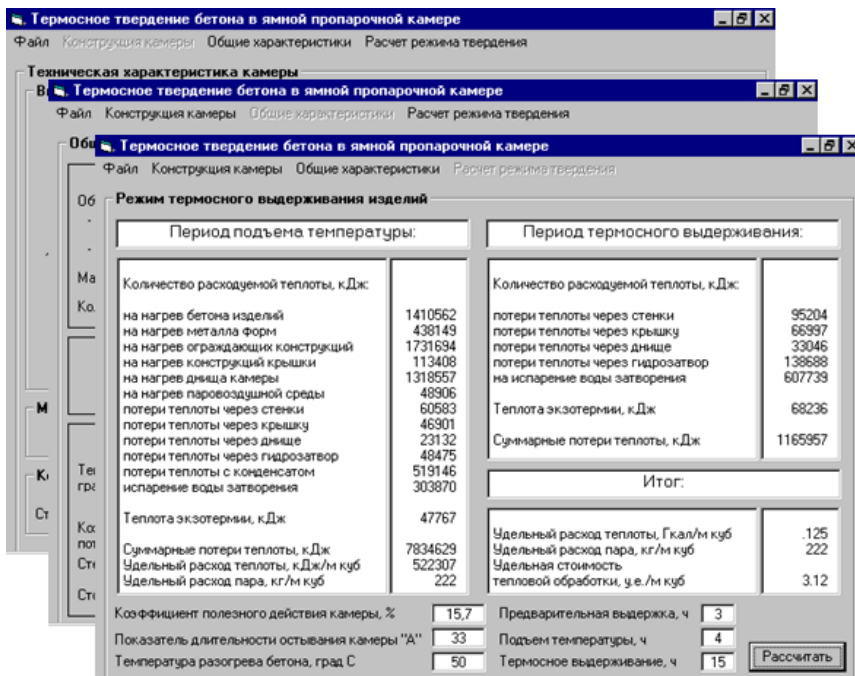 Термосное твердение бетона в ямной пропарочной камере
Файл Конструкция камеры Общие характеристики Расчет режима твердения
Техническая характеристика камеры
Термосное твердение бетона в ямной пропарочной камере
Файл Конструкция камеры Общие характеристики Расчет режима твердения
Термосное твердение бетона в ямной пропарочной камере
Файл Конструкция камеры Общие характеристики Расчет режима твердения
Режим термосного выдерживания изделий
Период подъема температуры:
Количество расходуемой теплоты, кДж:
на нагрев бетона изделий 1410562
на нагрев металла форм 438149
на нагрев ограждающих конструкций 1731694
на нагрев конструкций крышки 113408
на нагрев днища камеры 1318557
на нагрев паровоздушной среды 48906
потери теплоты через стенки 60583
потери теплоты через крышку 46901
потери теплоты через днище 23132
потери теплоты через гидрозатвор 48475
потери теплоты с конденсатом 519146
испарение воды затворения 303870
Теплота экзотермии, кДж 47767
Суммарные потери теплоты, кДж 7834629
Удельный расход теплоты, кДж/м куб 522307
Удельный расход пара, кг/м куб 222
Период термосного выдерживания:
Количество расходуемой теплоты, кДж:
потери теплоты через стенки 95204
потери теплоты через крышку 66997
потери теплоты через днище 33046
потери теплоты через гидрозатвор 138688
на испарение воды затворения 607739
Теплота экзотермии, кДж 68236
Суммарные потери теплоты, кДж 1165957
Итог:
Удельный расход теплоты, Гкал/м куб .125
Удельный расход пара, кг/м куб 222
Удельная стоимость
тепловой обработки, у.е./м куб 3.12
Коэффициент полезного действия камеры, % 15,7
Показатель длительности остывания камеры "А" 33
Температура разогрева бетона, град С 50
Предварительная выдержка, ч 3
Подъем температуры, ч 4
Термосное выдерживание, ч 15
Рассчитать